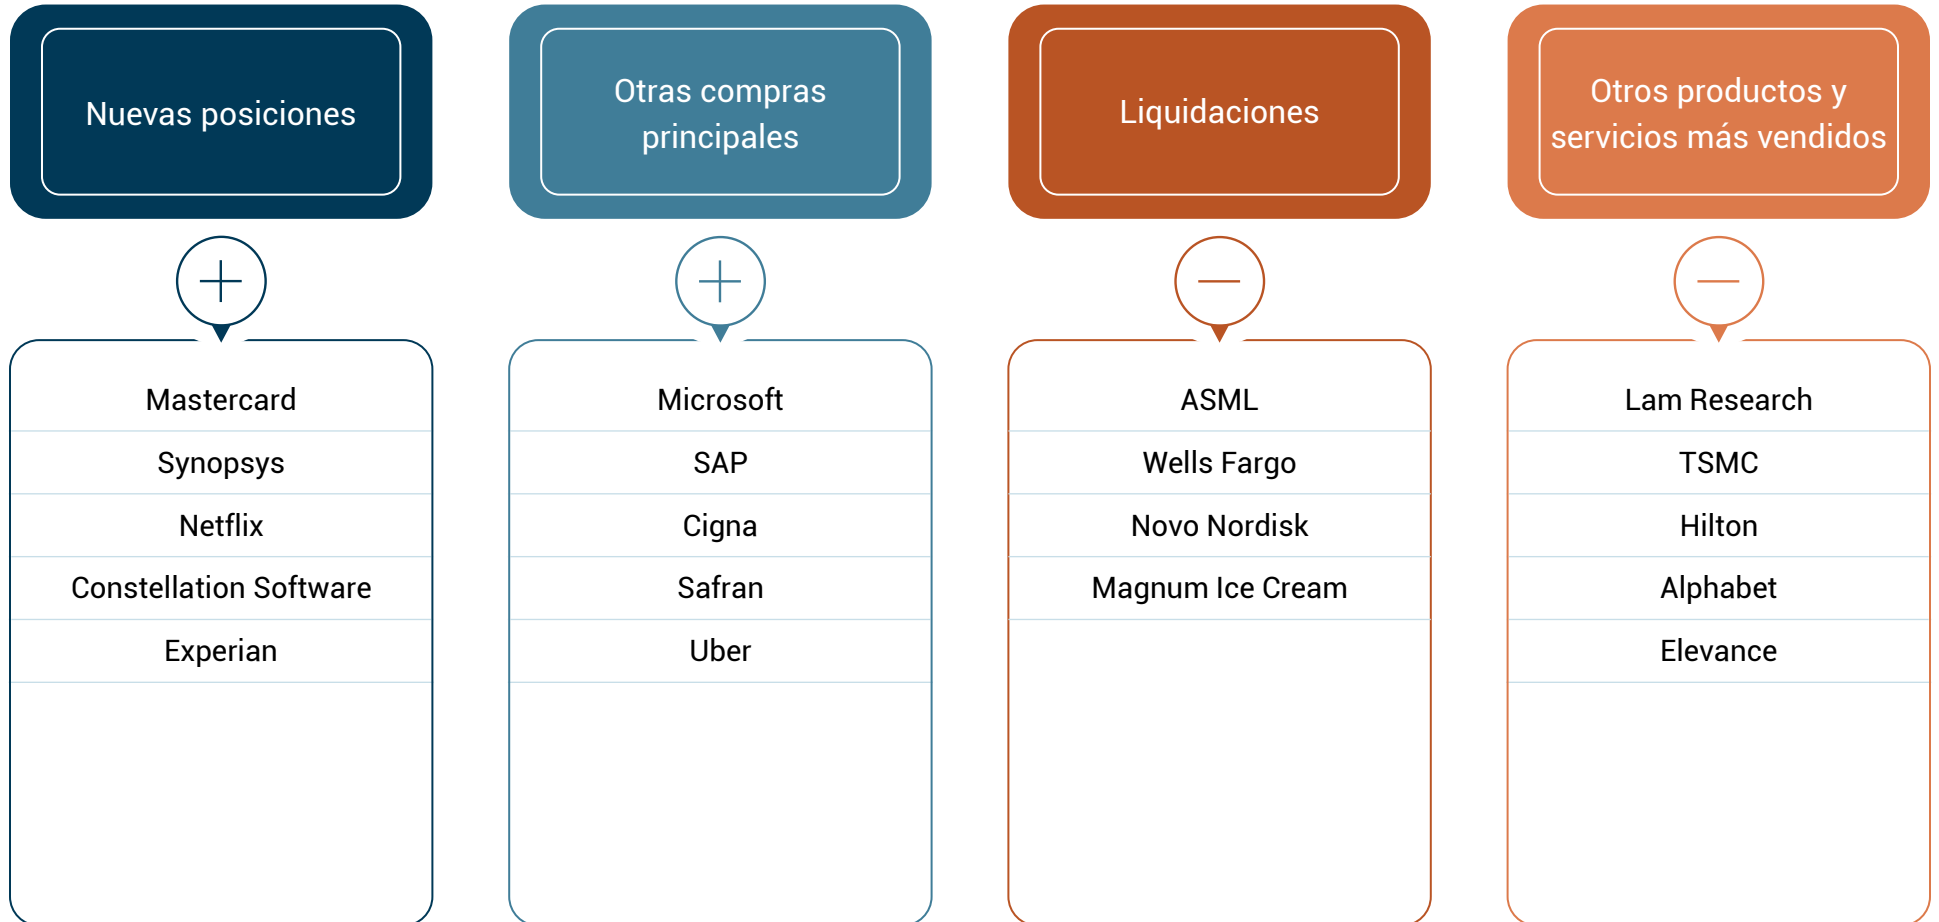 Nuevas posiciones
Mastercard
Synopsys
Netflix
Constellation Software
Experian
Otras compras
principales
Microsoft
SAP
Cigna
Safran
Uber
Liquidaciones
ASML
Wells Fargo
Novo Nordisk
Magnum Ice Cream
Otros productos y
servicios más vendidos
Lam Research
TSMC
Hilton
Alphabet
Elevance